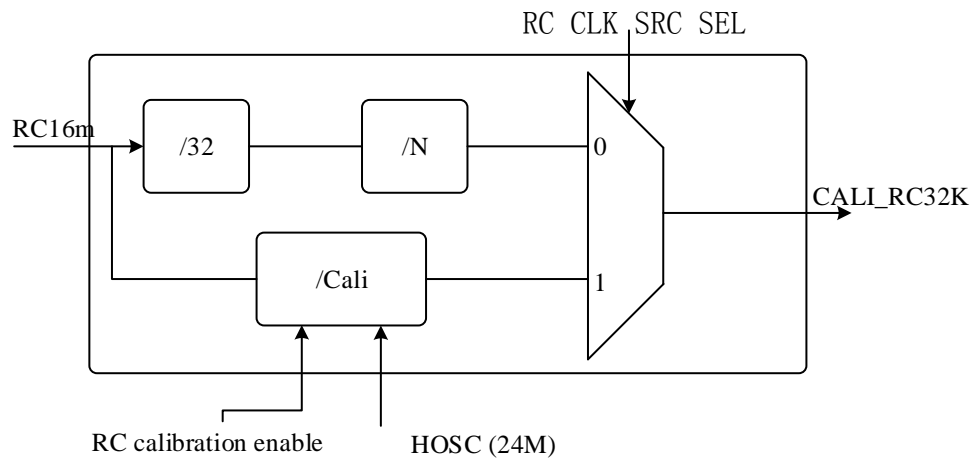 RC CLK SRC SEL
RC16m
/32
/N
0
CALI_RC32K
/Cali
1
RC calibration enable
HOSC (24M)